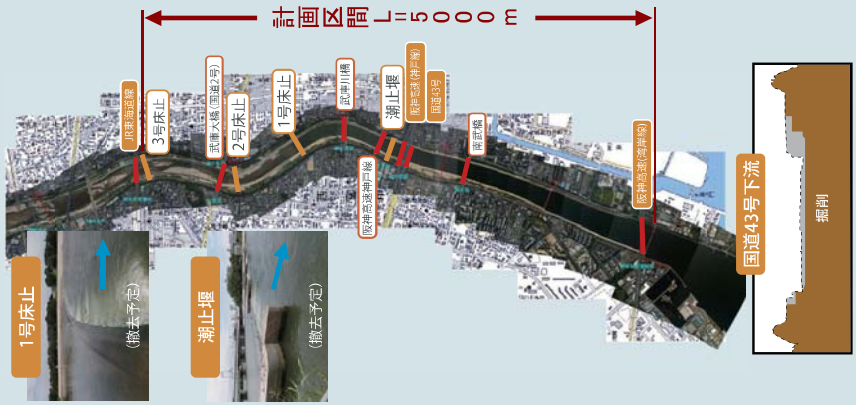 計画区間 L=5000m
JR東海道線
3号床止
武庫大橋(国道2号)
2号床止
1号床止
武庫川橋
潮止堰
阪神高速(神戸線)
国道43号
阪神高速神戸線
南武橋
阪神高速(湾岸線)
1号床止
(撤去予定)
潮止堰
(撤去予定)
国道43号下流
掘削